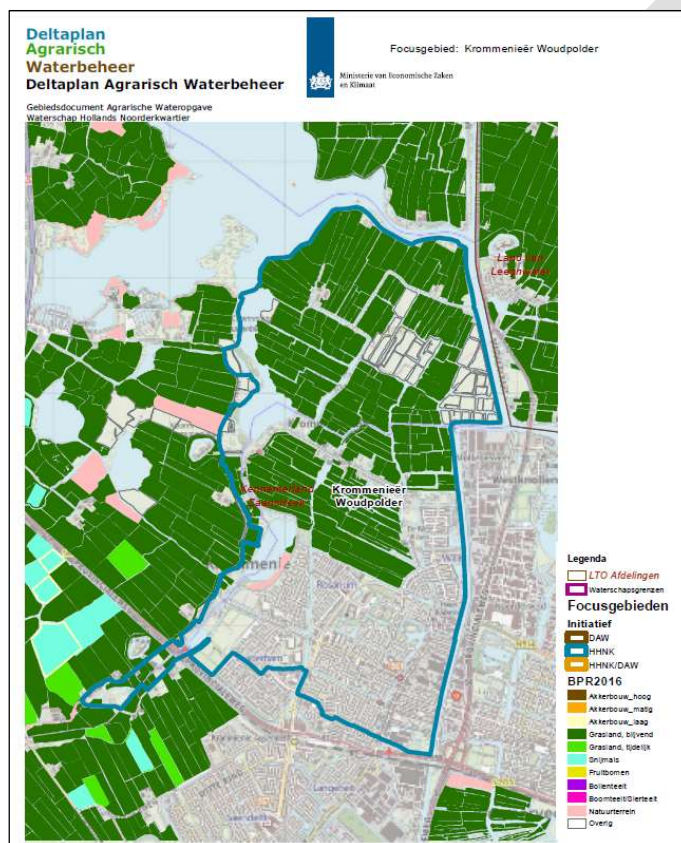 Deltaplan
Agrarisch
Waterbeheer
Deltaplan Agrarisch Waterbeheer
Gebiedsdocument Agrarische Wateropgave
Waterschap Hollands Noorderkwartier
Ministerie van Economische Zaken
en Klimaat
Focusgebied: Krommenieër Woudpolder
Land van
Leeghwater
Krommenieër
Woudpolder
Rosarium
Westknollen
Legenda
LTO Afdelingen
Waterschapsgrenzen
Focusgebieden
Initiatief
DAW
HHNK
HHNK/DAW
BPR2016
Akkerbouw_hoog
Akkerbouw_matig
Akkerbouw_laag
Grasland, blijvend
Grasland, tijdelijk
Snijmais
Fruitbomen
Bollenteelt
Boomteelt/Sierteelt
Natuurterrein
Overig